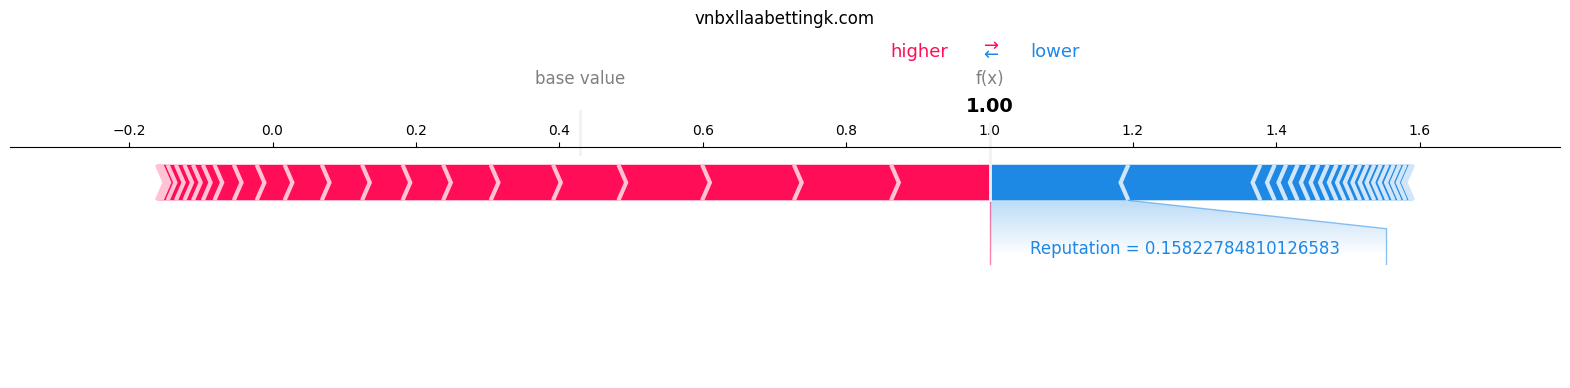 vnbxllaabettingk.com
higher ⇄ lower
base value f(x)
1.00
−0.2 0.0 0.2 0.4 0.6 0.8 1.0 1.2 1.4 1.6
Reputation = 0.15822784810126583